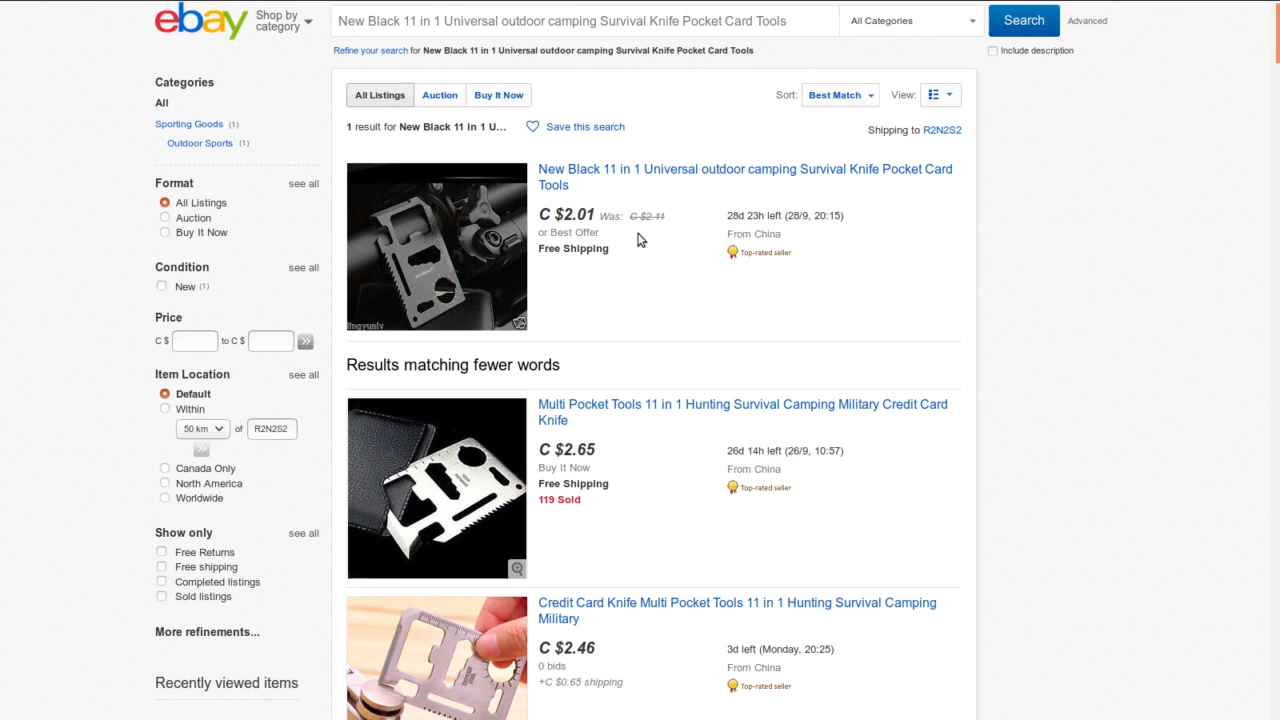 ebay
Shop by
category
New Black 11 in 1 Universal outdoor camping Survival Knife Pocket Card Tools
All Categories
Search
Advanced
Refine your search for New Black 11 in 1 Universal outdoor camping Survival Knife Pocket Card Tools
Include description
Categories
All
Sporting Goods (1)
Outdoor Sports (1)
Format
see all
All Listings
Auction
Buy It Now
Condition
see all
New (1)
Price
C $
to C $
Item Location
see all
Default
Within
50 km
of
R2N2S2
Canada Only
North America
Worldwide
Show only
see all
Free Returns
Free shipping
Completed listings
Sold listings
More refinements...
Recently viewed items
All Listings
Auction
Buy It Now
Sort:
Best Match
View:
1 result for New Black 11 in 1 U...
Save this search
Shipping to R2N2S2
New Black 11 in 1 Universal outdoor camping Survival Knife Pocket Card
Tools
C $2.01 Was: C $2.11
or Best Offer
Free Shipping
28d 23h left (28/9, 20:15)
From China
Top-rated seller
lingyunlv
Results matching fewer words
Multi Pocket Tools 11 in 1 Hunting Survival Camping Military Credit Card
Knife
C $2.65
Buy It Now
Free Shipping
119 Sold
26d 14h left (26/9, 10:57)
From China
Top-rated seller
Credit Card Knife Multi Pocket Tools 11 in 1 Hunting Survival Camping
Military
C $2.46
0 bids
+C $0.65 shipping
3d left (Monday, 20:25)
From China
Top-rated seller